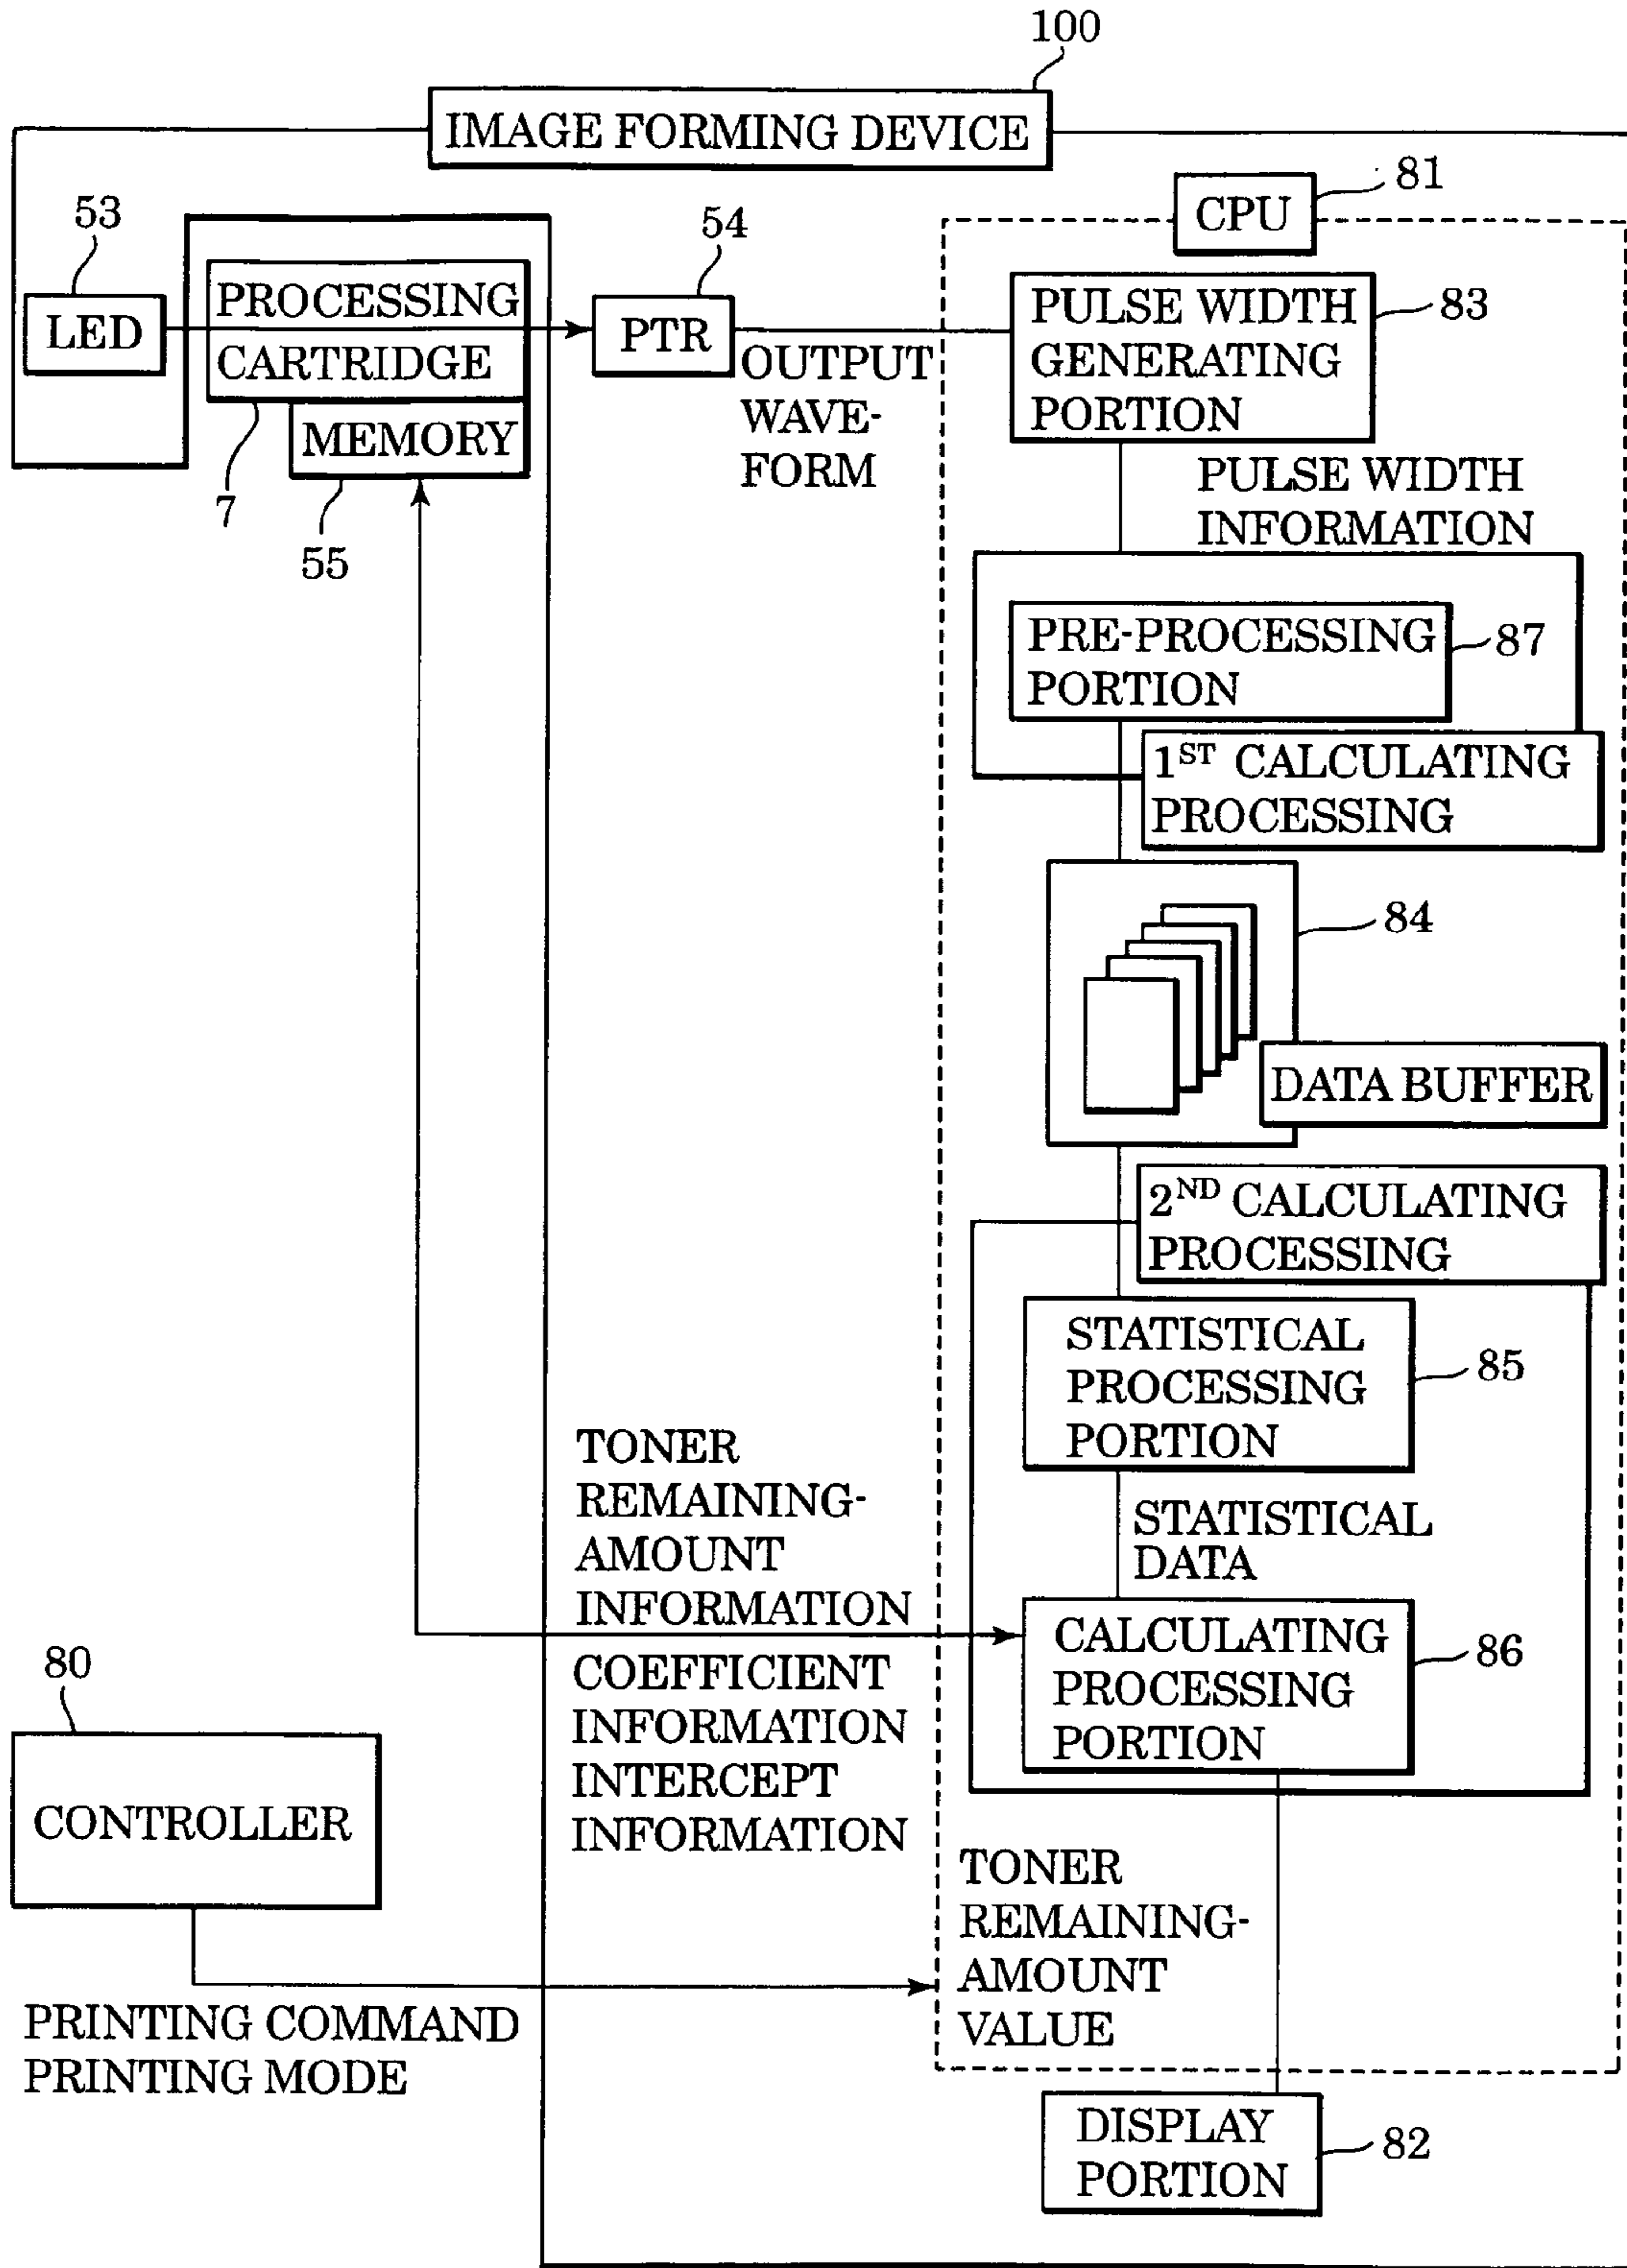 100
IMAGE FORMING DEVICE
81
CPU
53
LED
PROCESSING
CARTRIDGE
MEMORY
7
55
54
PTR
OUTPUT
WAVE-
FORM
PULSE WIDTH
GENERATING
PORTION
83
PULSE WIDTH
INFORMATION
PRE-PROCESSING
PORTION
87
1ST CALCULATING
PROCESSING
84
DATA BUFFER
2ND CALCULATING
PROCESSING
STATISTICAL
PROCESSING
PORTION
85
STATISTICAL
DATA
TONER
REMAINING-
AMOUNT
INFORMATION
COEFFICIENT
INFORMATION
INTERCEPT
INFORMATION
CALCULATING
PROCESSING
PORTION
86
80
CONTROLLER
PRINTING COMMAND
PRINTING MODE
TONER
REMAINING-
AMOUNT
VALUE
DISPLAY
PORTION
82